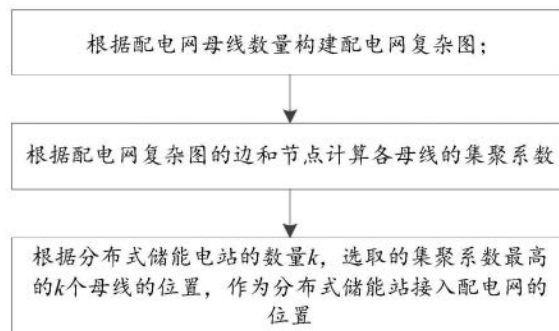 根据配电网母线数量构建配电网复杂图;
根据配电网复杂图的边和节点计算各母线的集聚系数
根据分布式储能电站的数量k，选取的集聚系数最高
的k个母线的位置，作为分布式储能站接入配电网的
位置